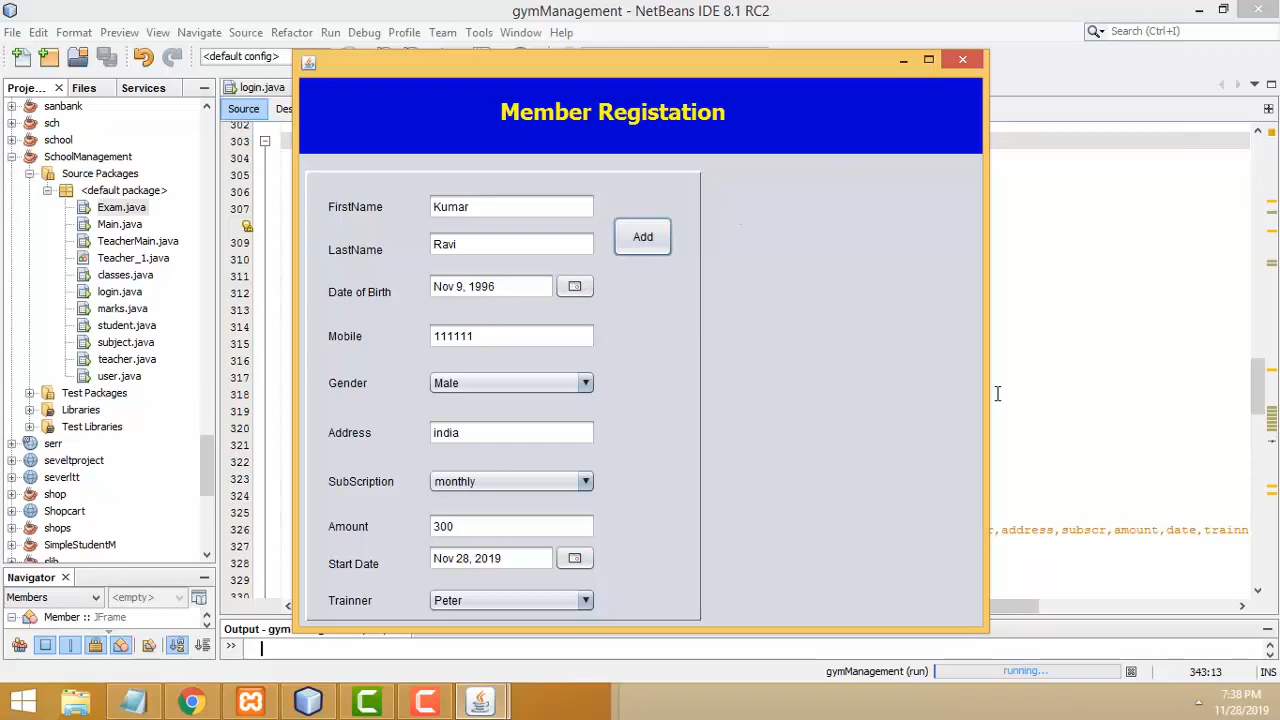 gymManagement - NetBeans IDE 8.1 RC2
File Edit Format Preview View Navigate Source Refactor Run Debug Profile Team Tools Window Help
Search (Ctrl+I)
<default config>
Proje... Files Services
login.java
Source Des
sanbank
sch
school
SchoolManagement
Source Packages
<default package>
Exam.java
Main.java
TeacherMain.java
Teacher_1.java
classes.java
login.java
marks.java
student.java
subject.java
teacher.java
user.java
Test Packages
Libraries
Test Libraries
serr
seveltproject
severltt
shop
Shopcart
shops
SimpleStudentM
Navigator
Members <empty>
Member :: JFrame
302
303
304
305
306
307
309
310
311
312
313
314
315
316
317
318
319
320
321
322
323
324
325
326
327
328
329
330
Member Registation
FirstName Kumar
Add
LastName Ravi
Date of Birth Nov 9, 1996
Mobile 111111
Gender Male
Address india
SubScription monthly
Amount 300
Start Date Nov 28, 2019
Trainner Peter
r,address,subscr,amount,date,trainn
Output - gym
>>
gymManagement (run) running... 343:13 INS
7:38 PM
11/28/2019